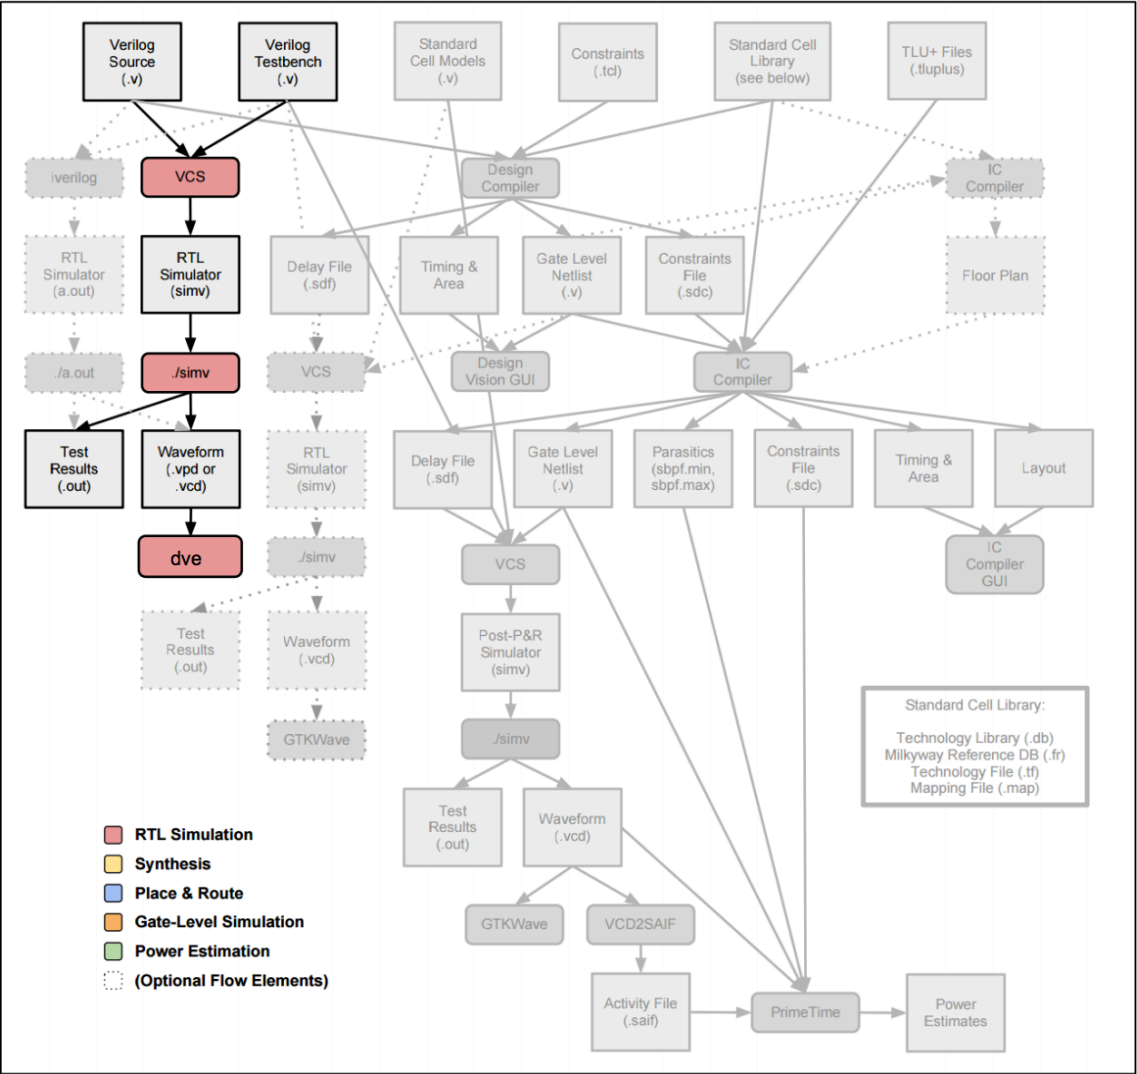 Verilog
Source
(.v)
Verilog
Testbench
(.v)
Standard
Cell Models
(.v)
Constraints
(.tcl)
Standard Cell
Library
(see below)
TLU+ Files
(.tluplus)
iverilog
VCS
Design
Compiler
IC
Compiler
RTL
Simulator
(a.out)
RTL
Simulator
(simv)
Delay File
(.sdf)
Timing &
Area
Gate Level
Netlist
(.v)
Constraints
File
(.sdc)
Floor Plan
./a.out
./simv
VCS
Design
Vision GUI
IC
Compiler
Test
Results
(.out)
Waveform
(.vpd or
.vcd)
RTL
Simulator
(simv)
Delay File
(.sdf)
Gate Level
Netlist
(.v)
Parasitics
(sbpf.min,
sbpf.max)
Constraints
File
(.sdc)
Timing &
Area
Layout
dve
./simv
VCS
IC
Compiler
GUI
Test
Results
(.out)
Waveform
(.vcd)
Post-P&R
Simulator
(simv)
GTKWave
./simv
Standard Cell Library:
Technology Library (.db)
Milkyway Reference DB (.fr)
Technology File (.tf)
Mapping File (.map)
Test
Results
(.out)
Waveform
(.vcd)
RTL Simulation
Synthesis
Place & Route
Gate-Level Simulation
Power Estimation
(Optional Flow Elements)
GTKWave
VCD2SAIF
Activity File
(.saif)
PrimeTime
Power
Estimates